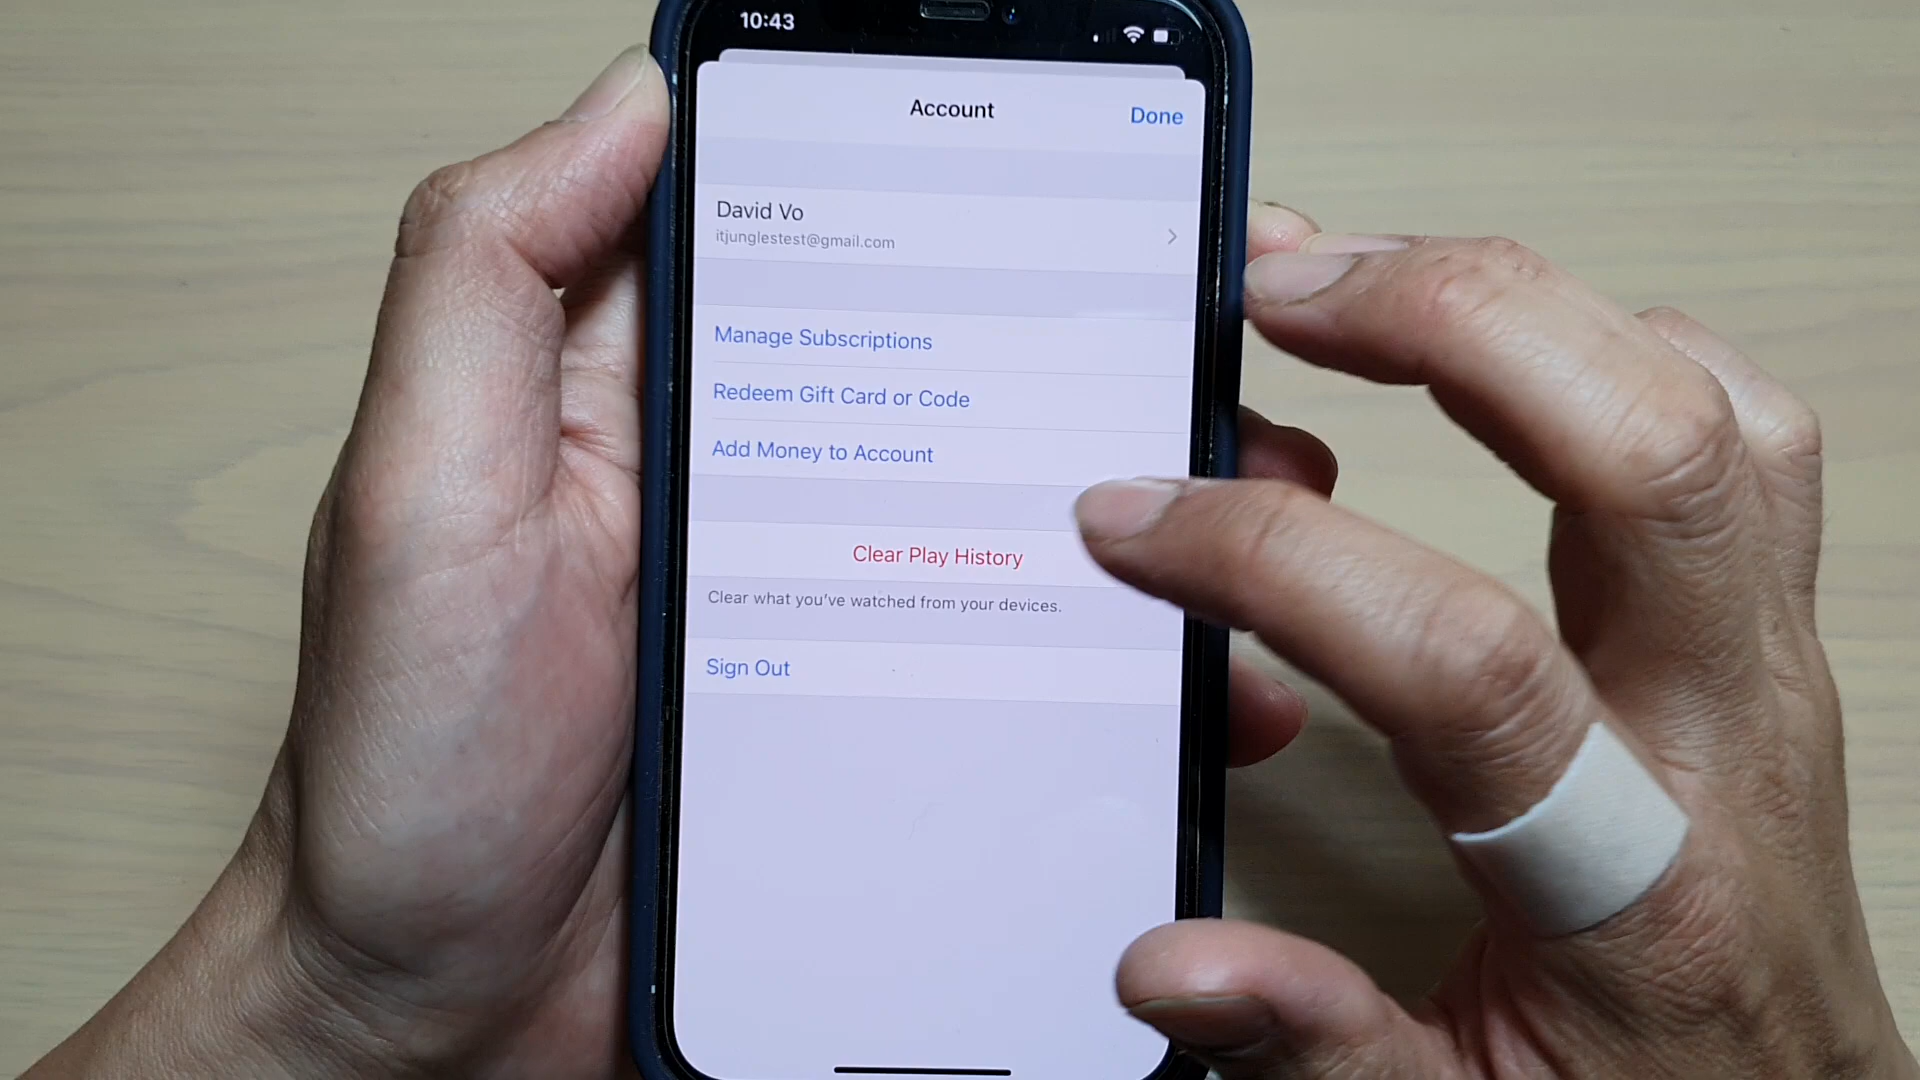 10:43
Account
Done
David Vo
itjunglestest@gmail.com
Manage Subscriptions
Redeem Gift Card or Code
Add Money to Account
Clear Play History
Clear what you've watched from your devices.
Sign Out